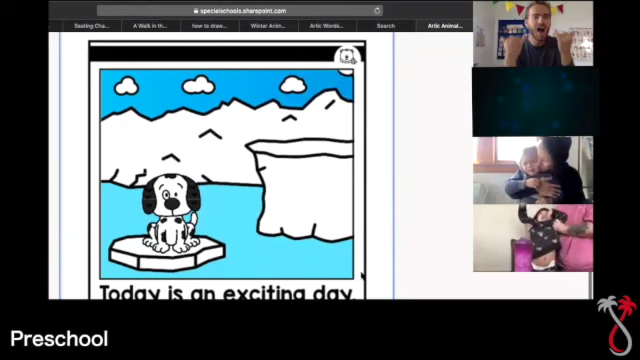 specialschools.sharepoint.com
Seating Cha...
A Walk in th...
how to draw...
Winter Anim...
Artic Words...
Search
Artic Animal...
Today is an exciting day.
Preschool